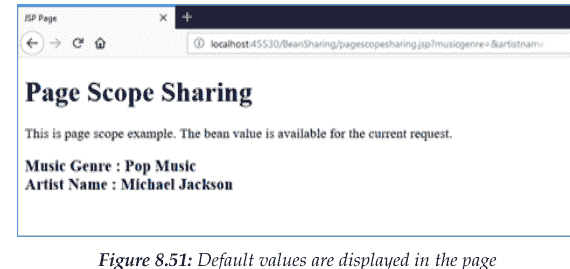 JSP Page
localhost:45530/BeanSharing/pagescopesharing.jsp?musicgenre=&artistname
Page Scope Sharing
This is page scope example. The bean value is available for the current request.
Music Genre : Pop Music
Artist Name : Michael Jackson
Figure 8.51: Default values are displayed in the page